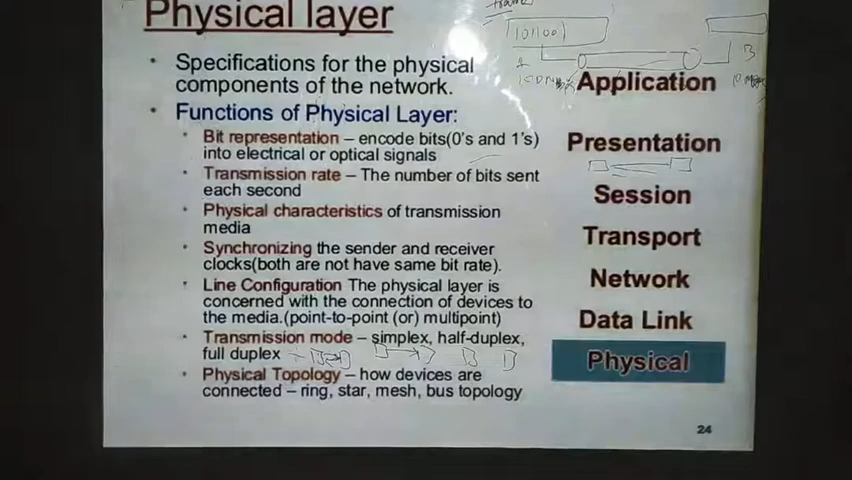 Physical layer
frame
101001
B
Specifications for the physical
components of the network.
Functions of Physical Layer:
Bit representation – encode bits(0's and 1's)
into electrical or optical signals
Transmission rate – The number of bits sent
each second
Physical characteristics of transmission
media
Synchronizing the sender and receiver
clocks(both are not have same bit rate).
Line Configuration The physical layer is
concerned with the connection of devices to
the media.(point-to-point (or) multipoint)
Transmission mode – simplex, half-duplex,
full duplex
Physical Topology – how devices are
connected – ring, star, mesh, bus topology
Application
Presentation
Session
Transport
Network
Data Link
Physical
24